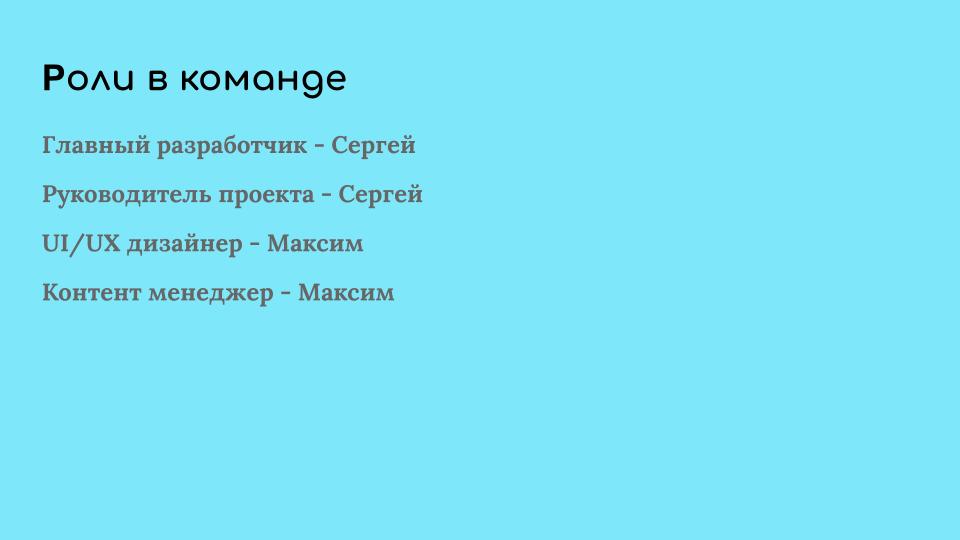 Роли в команде
Главный разработчик - Сергей
Руководитель проекта - Сергей
UI/UX дизайнер - Максим
Контент менеджер - Максим